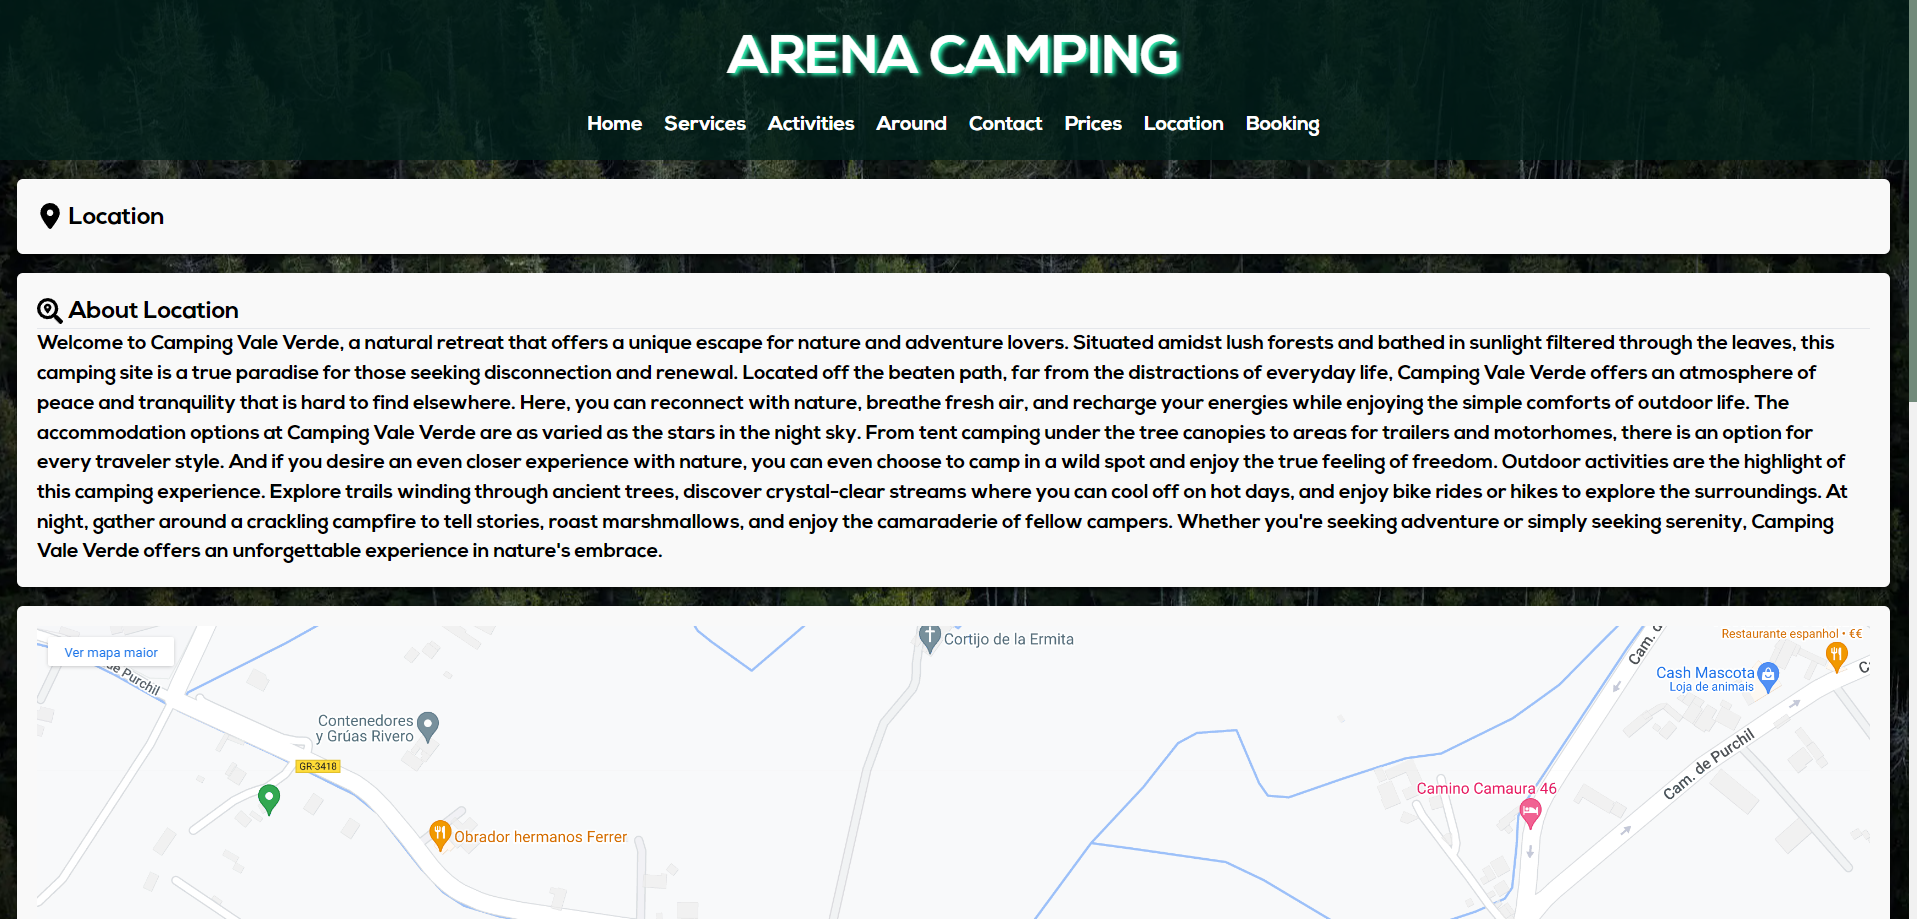 ARENA CAMPING
Home Services Activities Around Contact Prices Location Booking
Location
About Location
Welcome to Camping Vale Verde, a natural retreat that offers a unique escape for nature and adventure lovers. Situated amidst lush forests and bathed in sunlight filtered through the leaves, this
camping site is a true paradise for those seeking disconnection and renewal. Located off the beaten path, far from the distractions of everyday life, Camping Vale Verde offers an atmosphere of
peace and tranquility that is hard to find elsewhere. Here, you can reconnect with nature, breathe fresh air, and recharge your energies while enjoying the simple comforts of outdoor life. The
accommodation options at Camping Vale Verde are as varied as the stars in the night sky. From tent camping under the tree canopies to areas for trailers and motorhomes, there is an option for
every traveler style. And if you desire an even closer experience with nature, you can even choose to camp in a wild spot and enjoy the true feeling of freedom. Outdoor activities are the highlight of
this camping experience. Explore trails winding through ancient trees, discover crystal-clear streams where you can cool off on hot days, and enjoy bike rides or hikes to explore the surroundings. At
night, gather around a crackling campfire to tell stories, roast marshmallows, and enjoy the camaraderie of fellow campers. Whether you're seeking adventure or simply seeking serenity, Camping
Vale Verde offers an unforgettable experience in nature's embrace.
Ver mapa maior
de Purchil
Cortijo de la Ermita
Cam.
Restaurante espanhol • €€
Cash Mascota
Loja de animais
Contenedores
y Grúas Rivero
GR-3418
Cam. de Purchil
Camino Camaura 46
Obrador hermanos Ferrer